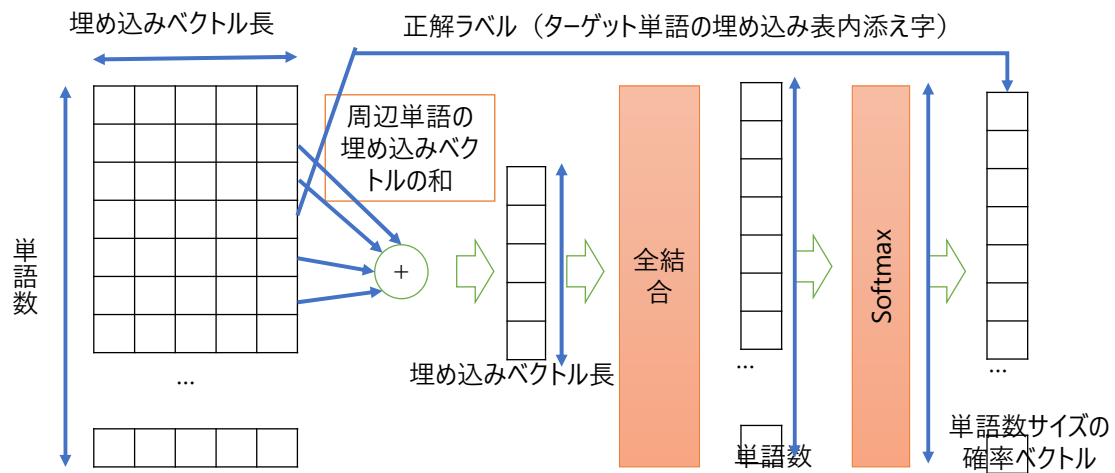 埋め込みベクトル長
正解ラベル（ターゲット単語の埋め込み表内添え字）
周辺単語の
埋め込みベク
トルの和
単語数
+
全結
合
Softmax
埋め込みベクトル長
...
...
...
単語数
単語数サイズの
確率ベクトル